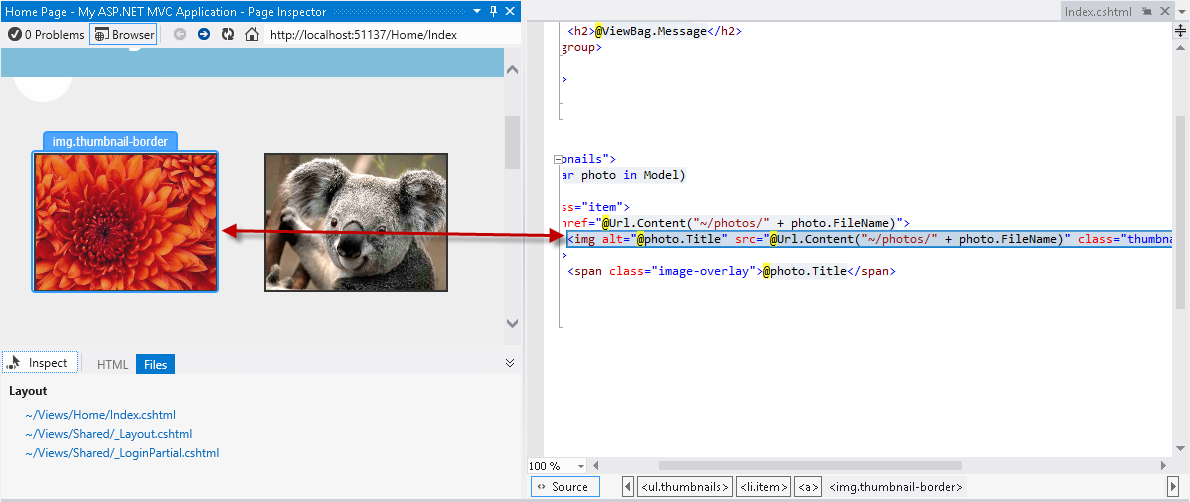 Home Page - My ASP.NET MVC Application - Page Inspector
0 Problems Browser http://localhost:51137/Home/Index
img.thumbnail-border
Inspect HTML Files
Layout
~/Views/Home/Index.cshtml
~/Views/Shared/_Layout.cshtml
~/Views/Shared/_LoginPartial.cshtml
Index.cshtml
<h2>@ViewBag.Message</h2>
group>
>
bnails">
ar photo in Model)
ss="item">
href="@Url.Content("~/photos/" + photo.FileName)">
<img alt="@photo.Title" src="@Url.Content("~/photos/" + photo.FileName)" class="thumbna
>
<span class="image-overlay">@photo.Title</span>
100 %
Source <ul.thumbnails> <li.item> <a> <img.thumbnail-border>